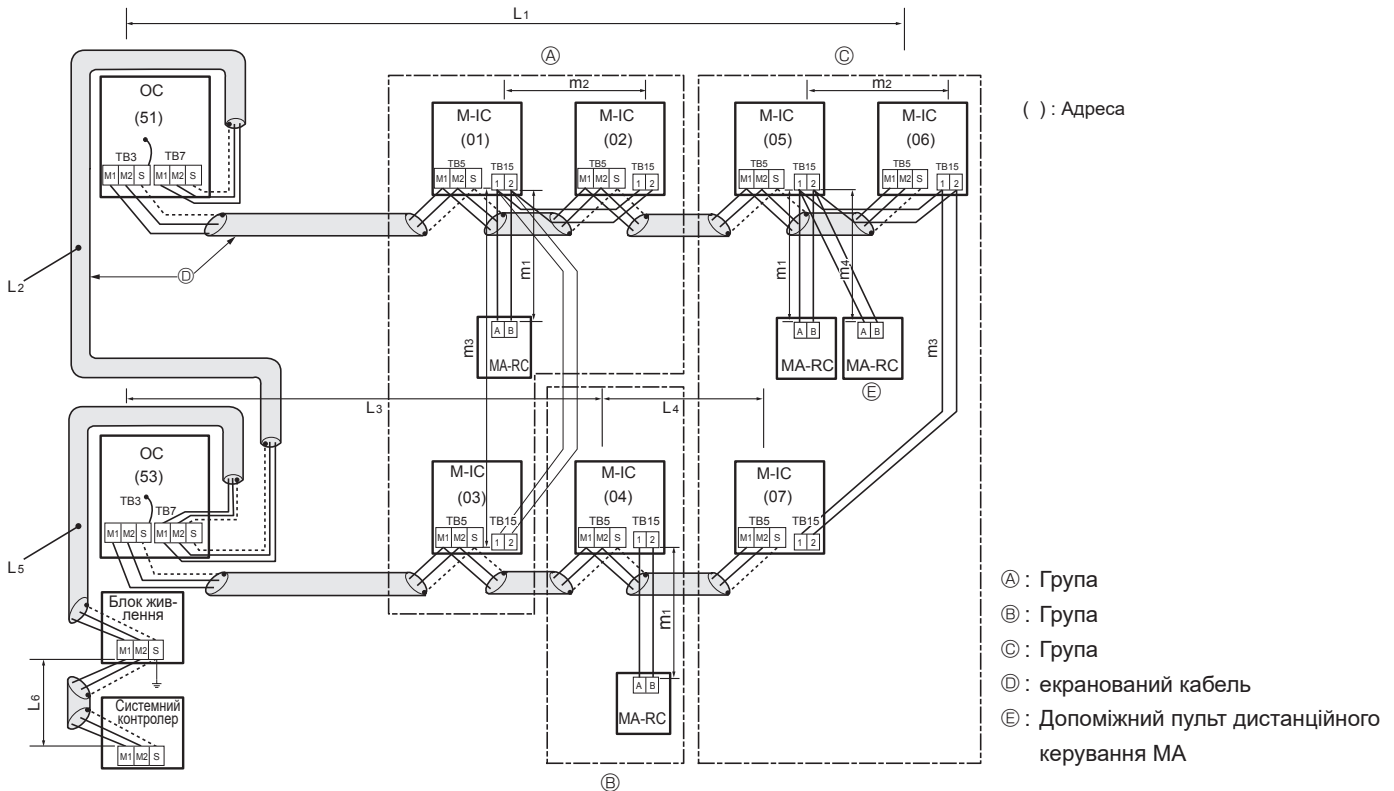 L1
Ⓐ
Ⓒ
m2
m2
OC
(51)
TB3
TB7
M1 M2 S
M1 M2 S
M-IC
(01)
TB5
TB15
M1 M2 S
1 2
M-IC
(02)
TB5
TB15
M1 M2 S
1 2
M-IC
(05)
TB5
TB15
M1 M2 S
1 2
M-IC
(06)
TB5
TB15
M1 M2 S
1 2
( ) : Адреса
L2
Ⓓ
m1
m3
A B
MA-RC
m1
m4
m3
A B
MA-RC
A B
MA-RC
Ⓔ
L3
L4
OC
(53)
TB3
TB7
M1 M2 S
M1 M2 S
M-IC
(03)
TB5
TB15
M1 M2 S
1 2
M-IC
(04)
TB5
TB15
M1 M2 S
1 2
M-IC
(07)
TB5
TB15
M1 M2 S
1 2
L5
Блок жив-
лення
M1 M2 S
L6
Системний
контролер
M1 M2 S
m1
A B
MA-RC
Ⓑ
Ⓐ : Група
Ⓑ : Група
Ⓒ : Група
Ⓓ : екранований кабель
Ⓔ : Допоміжний пульт дистанційного
керування MA